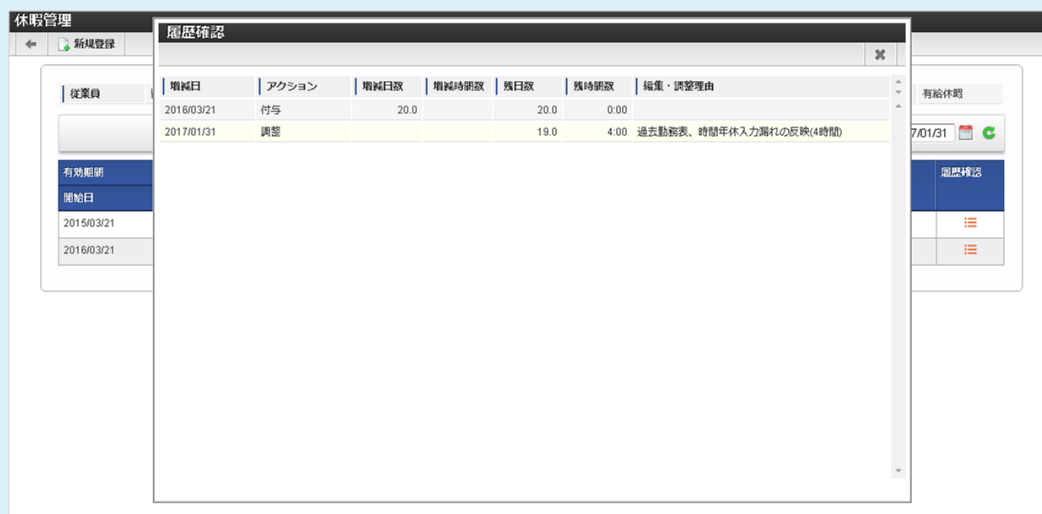 休暇管理
新規登録
履歴確認
従業員
有給休暇
増減日 アクション 増減日数 増減時間数 残日数 残時間数 編集・調整理由
2016/03/21 付与 20.0 20.0 0:00
2017/01/31 調整 19.0 4:00 過去勤務表、時間年休入力漏れの反映(4時間)
7/01/31
有効期間 履歴確認
開始日
2015/03/21
2016/03/21